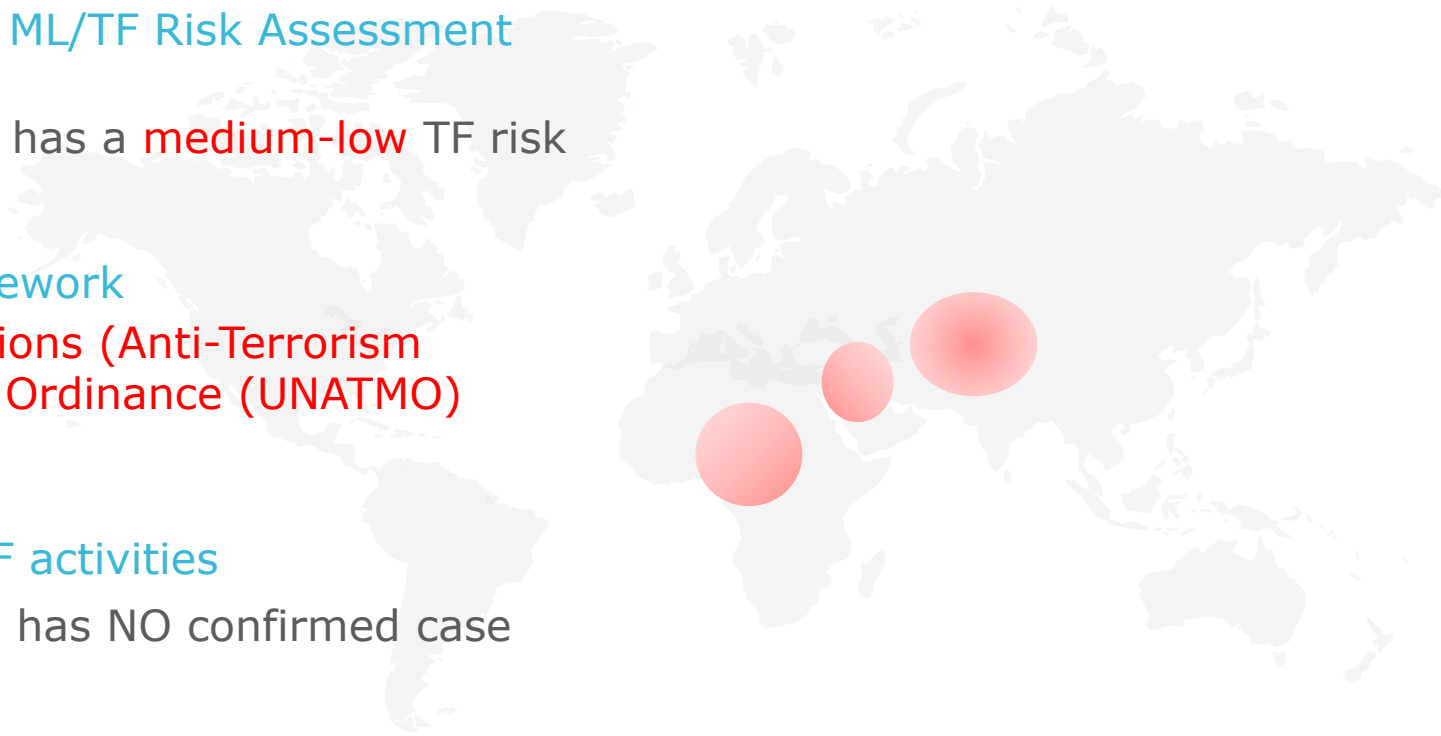 ML/TF Risk Assessment
has a medium-low TF risk
ework
ions (Anti-Terrorism
Ordinance (UNATMO)
F activities
has NO confirmed case